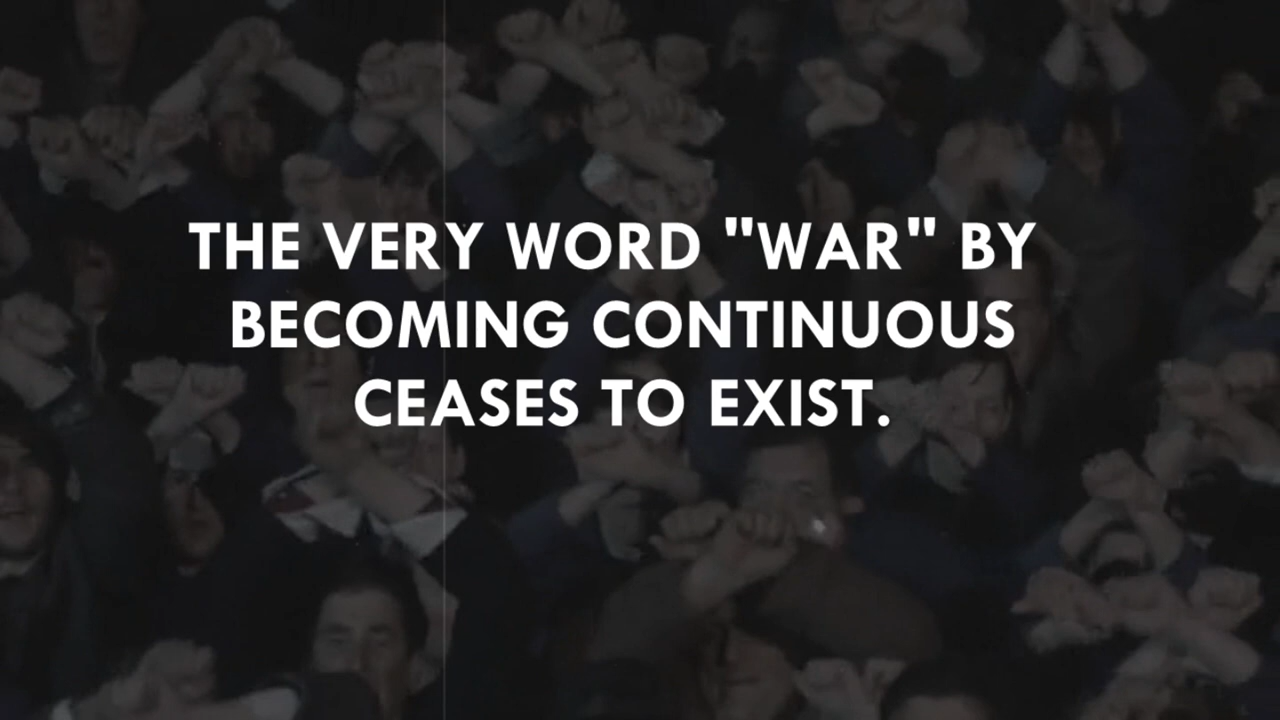 THE VERY WORD "WAR" BY
BECOMING CONTINUOUS
CEASES TO EXIST.